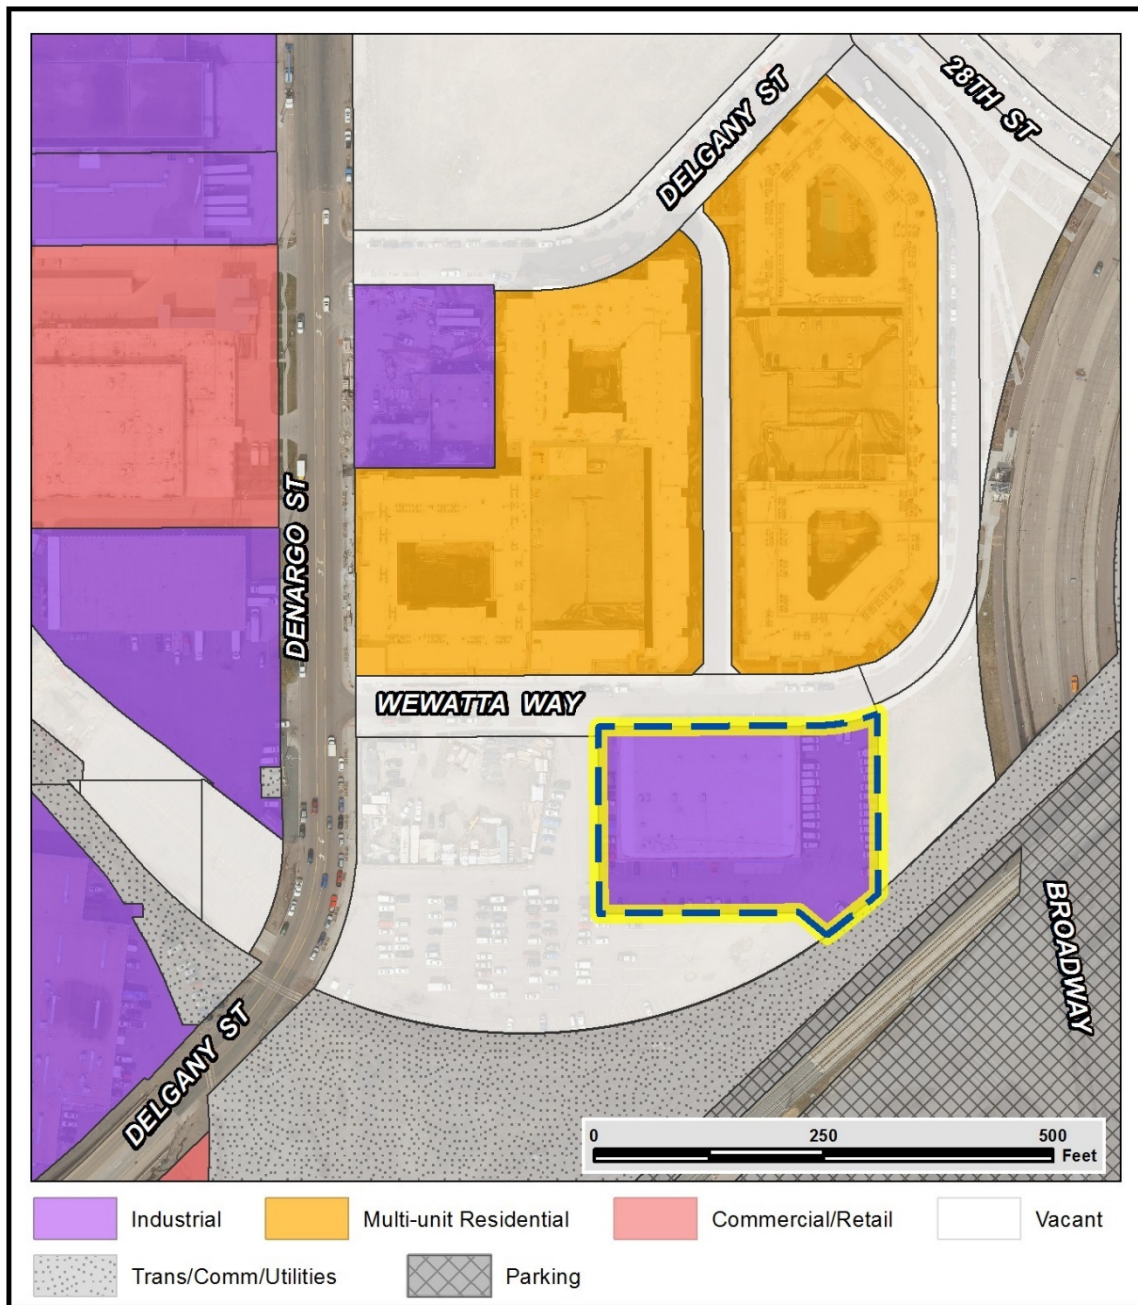 28TH ST
DELGANY ST
DENARGO ST
WEWATTA WAY
BROADWAY
DELGANY ST
0 250 500
Feet
Industrial Multi-unit Residential Commercial/Retail Vacant
Trans/Comm/Utilities Parking